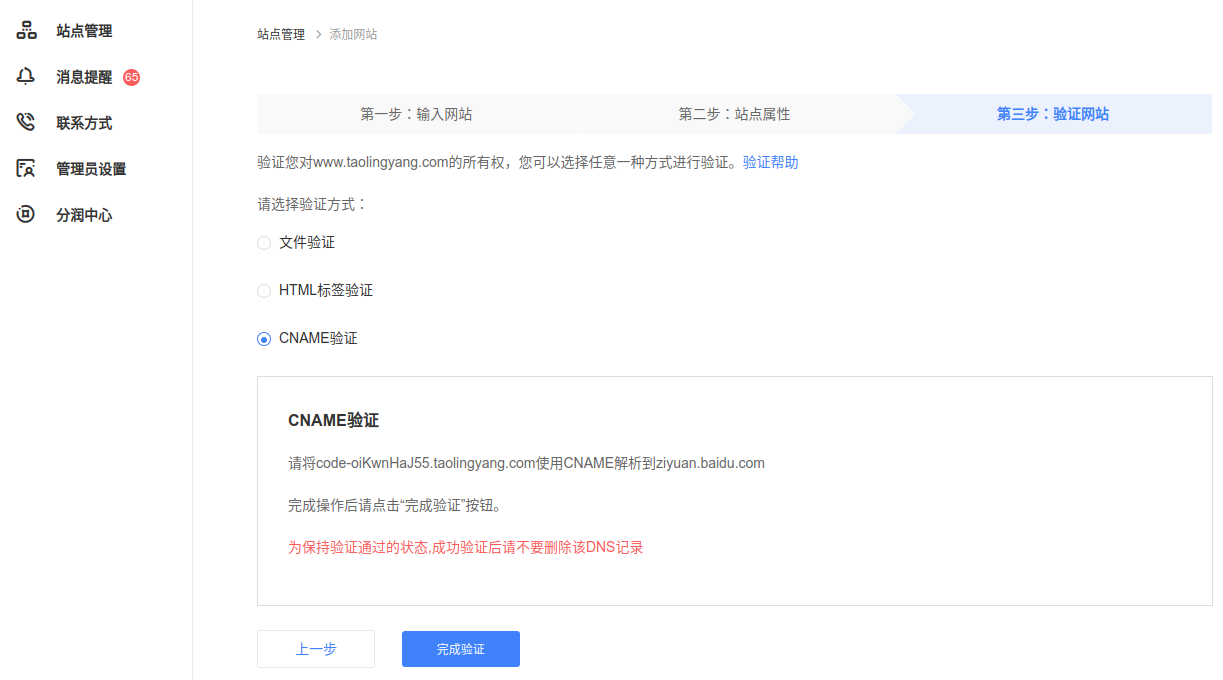 站点管理
消息提醒 65
联系方式
管理员设置
分润中心
站点管理 > 添加网站
第一步：输入网站
第二步：站点属性
第三步：验证网站
验证您对www.taolingyang.com的所有权，您可以选择任意一种方式进行验证。验证帮助
请选择验证方式：
文件验证
HTML标签验证
CNAME验证
CNAME验证
请将code-oiKwnHaJ55.taolingyang.com使用CNAME解析到ziyuan.baidu.com
完成操作后请点击“完成验证”按钮。
为保持验证通过的状态,成功验证后请不要删除该DNS记录
上一步
完成验证